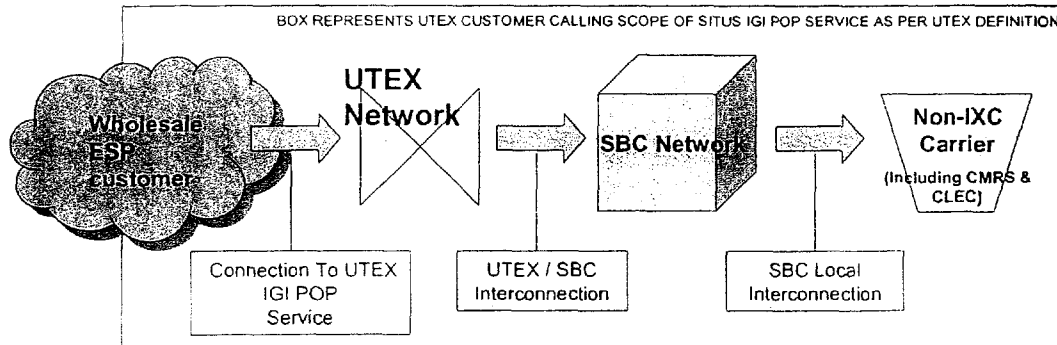 BOX REPRESENTS UTEX CUSTOMER CALLING SCOPE OF SITUS IGI POP SERVICE AS PER UTEX DEFINITION
UTEX
Network
Wholesale
ESP
customer
SBC Network
Non-IXC
Carrier
(Including CMRS &
CLEC)
Connection To UTEX
IGI POP
Service
UTEX / SBC
Interconnection
SBC Local
Interconnection